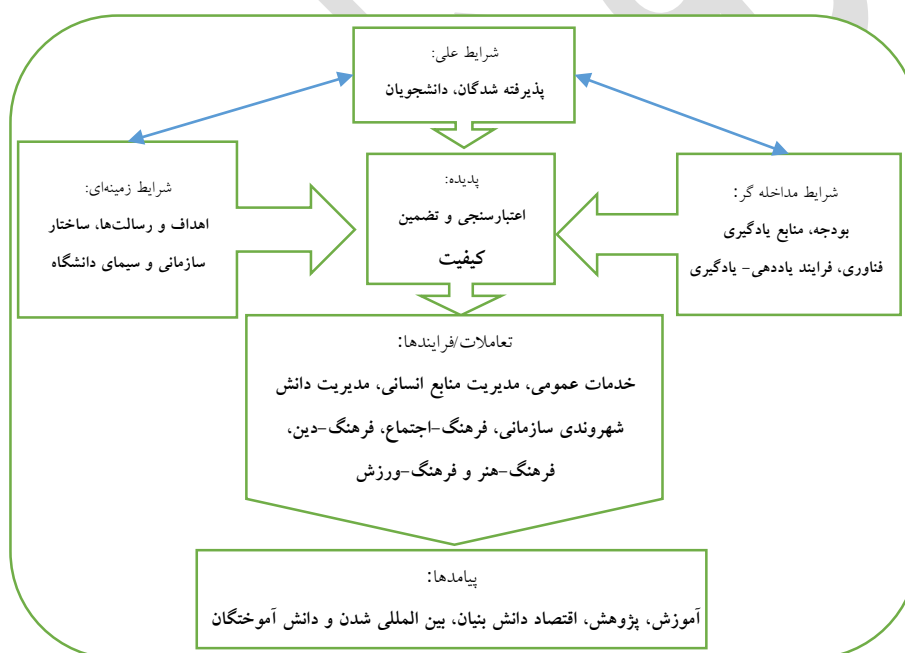 شرایط علی:
پذیرفته شدگان، دانشجویان
شرایط مداخله گر:
بودجه، منابع یادگیری
فناوری، فرایند یاددهی- یادگیری
پدیده:
اعتبارسنجی و تضمین
کیفیت
شرایط زمینه‌ای:
اهداف و رسالت‌ها، ساختار
سازمانی و سیمای دانشگاه
تعاملات/فرایندها:
خدمات عمومی، مدیریت منابع انسانی، مدیریت دانش
شهروندی سازمانی، فرهنگ-اجتماع، فرهنگ-دین،
فرهنگ-هنر و فرهنگ-ورزش
پیامدها:
آموزش، پژوهش، اقتصاد دانش بنیان، بین المللی شدن و دانش آموختگان